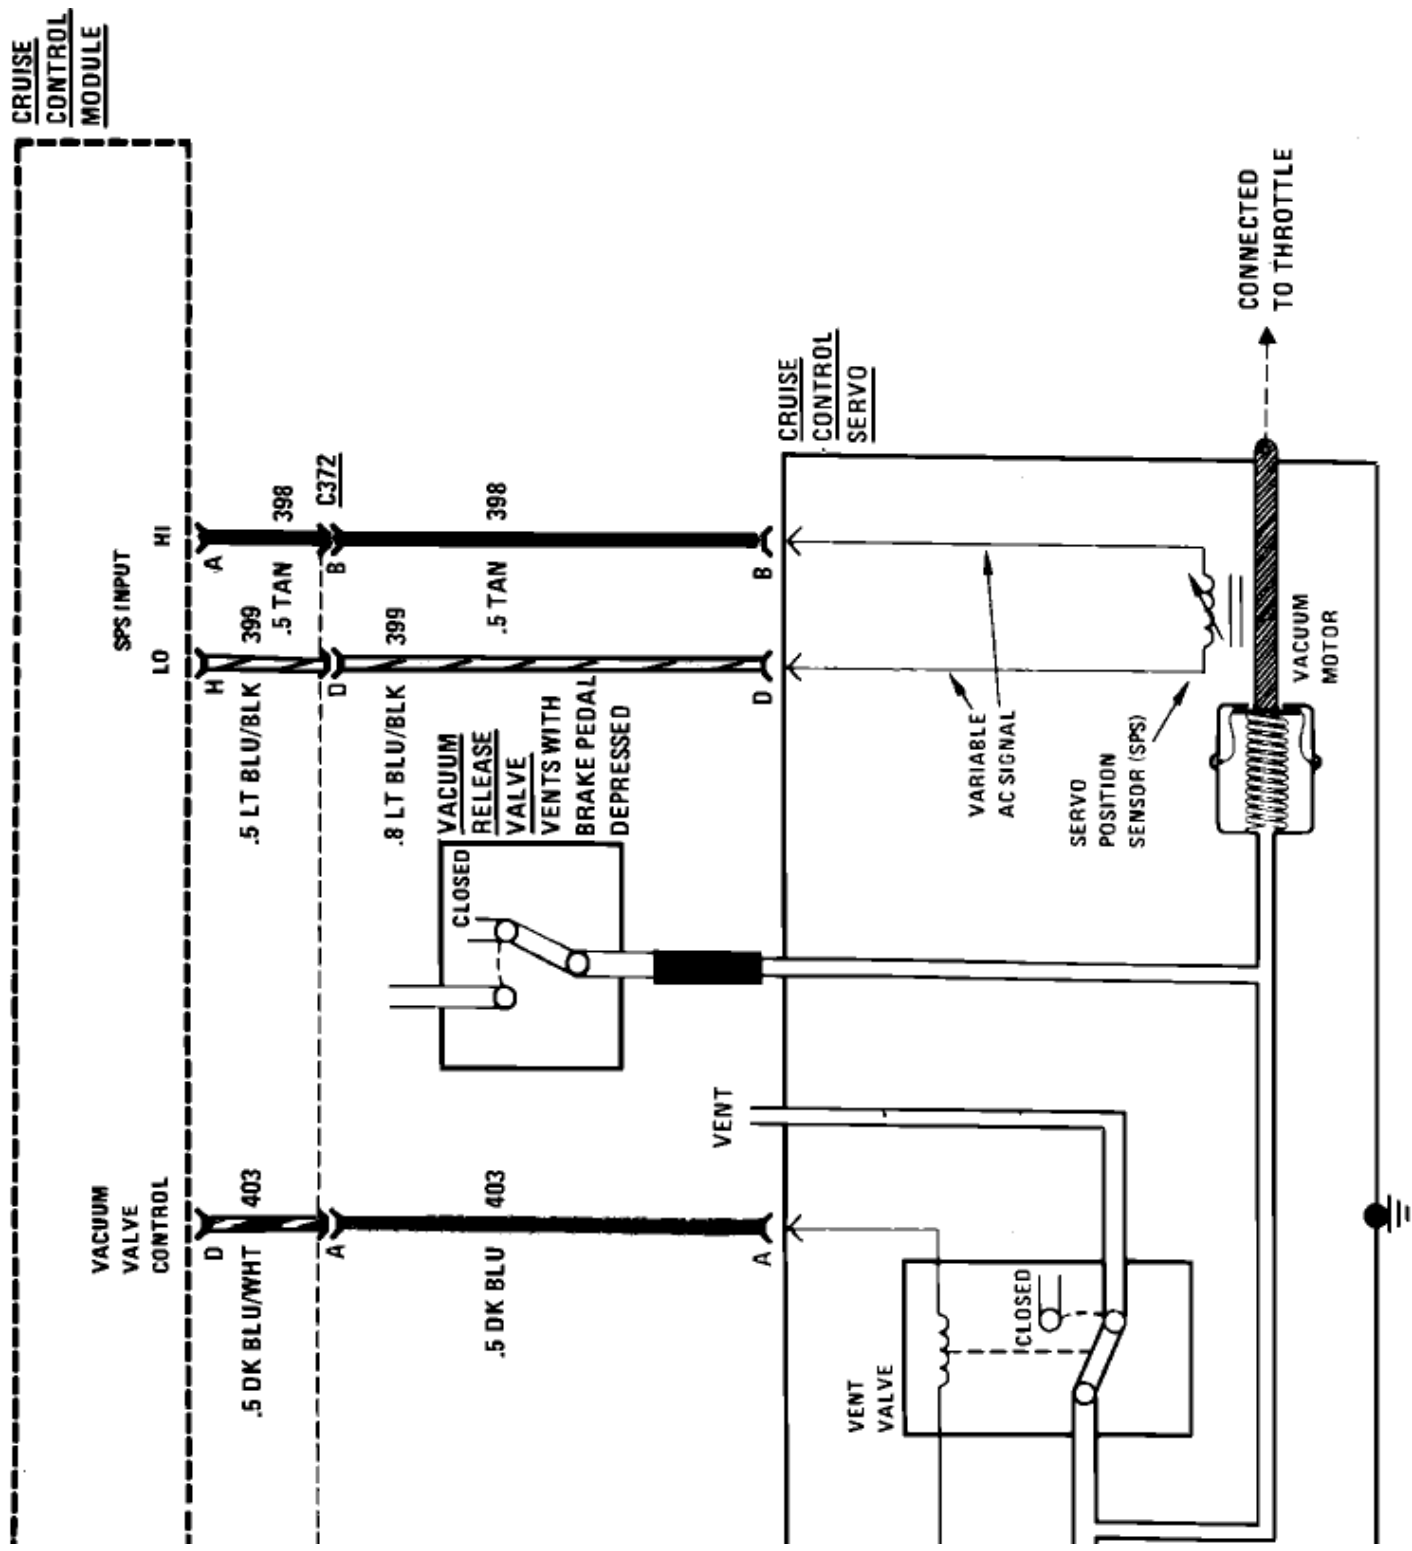 CRUISE
CONTROL
MODULE
SPS INPUT
HI
LO
A
398
.5 TAN
C372
B
398
.5 TAN
B
H
399
.5 LT BLU/BLK
D
399
.8 LT BLU/BLK
D
VACUUM
RELEASE
VALVE
VENTS WITH
BRAKE PEDAL
DEPRESSED
CLOSED
CRUISE
CONTROL
SERVO
CONNECTED
TO THROTTLE
VARIABLE
AC SIGNAL
SERVO
POSITION
SENSOR (SPS)
VACUUM
MOTOR
VENT
VACUUM
VALVE
CONTROL
D
403
.5 DK BLU/WHT
A
403
.5 DK BLU
A
VENT
VALVE
CLOSED